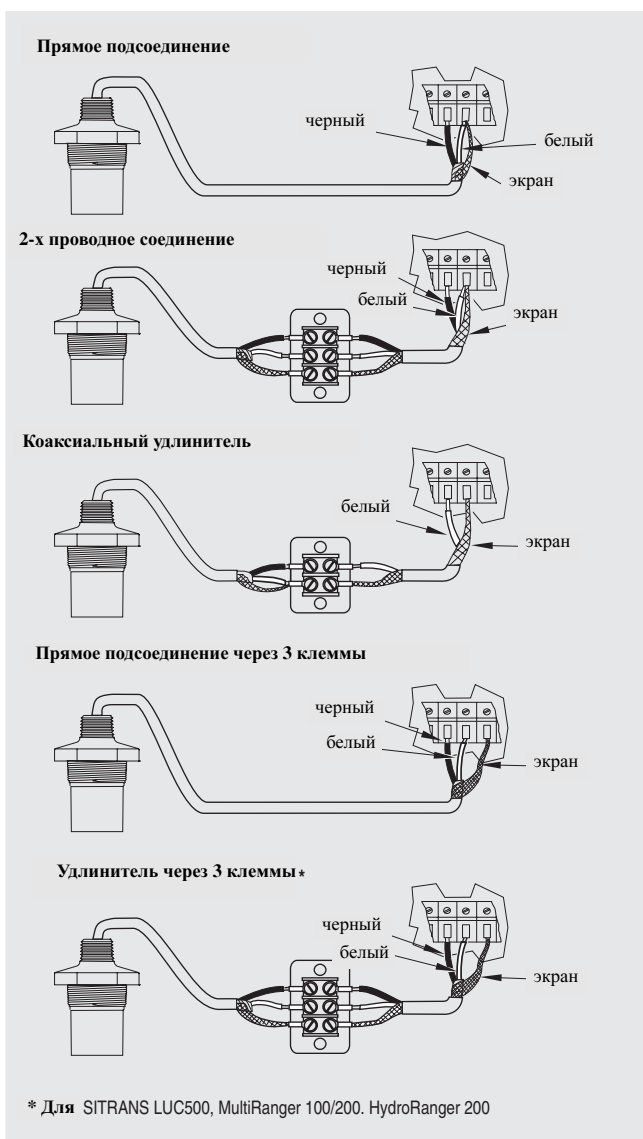 Прямое подсоединение
черный
белый
экран
2-х проводное соединение
черный
белый
экран
Коаксиальный удлинитель
белый
экран
Прямое подсоединение через 3 клеммы
черный
белый
экран
Удлинитель через 3 клеммы*
черный
белый
экран
* Для SITRANS LUC500, MultiRanger 100/200. HydroRanger 200